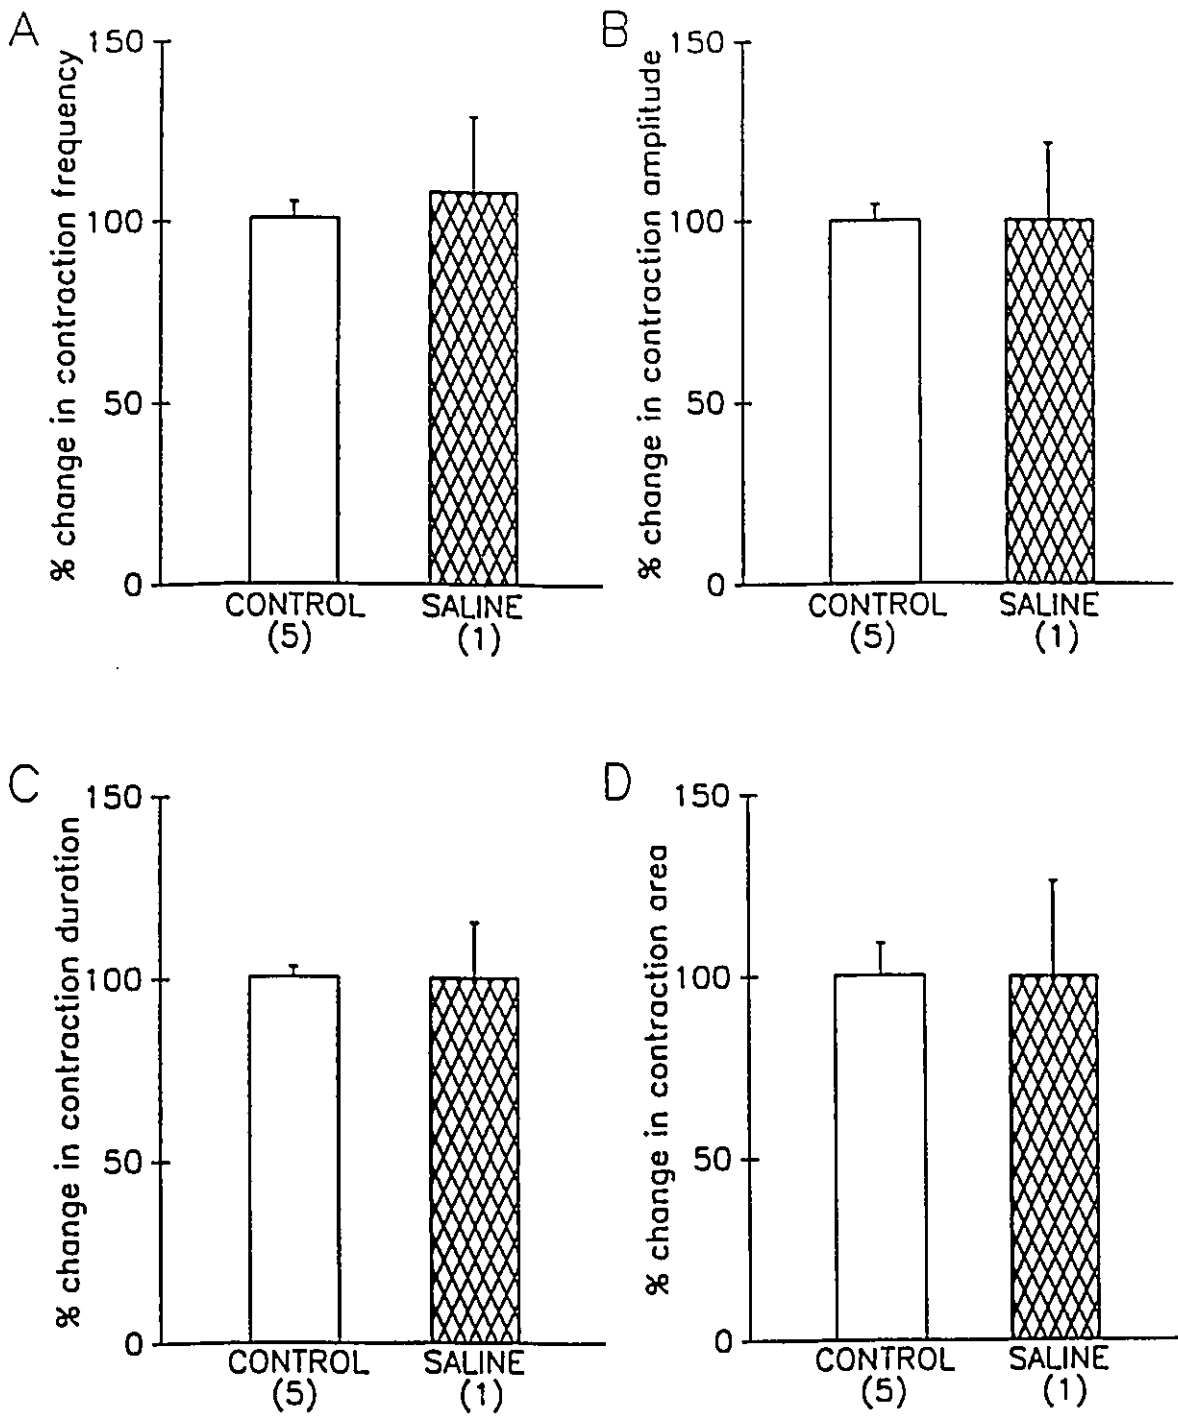 A
% change in contraction frequency
150
100
50
0
CONTROL
(5)
SALINE
(1)
B
% change in contraction amplitude
150
100
50
0
CONTROL
(5)
SALINE
(1)
C
% change in contraction duration
150
100
50
0
CONTROL
(5)
SALINE
(1)
D
% change in contraction area
150
100
50
0
CONTROL
(5)
SALINE
(1)